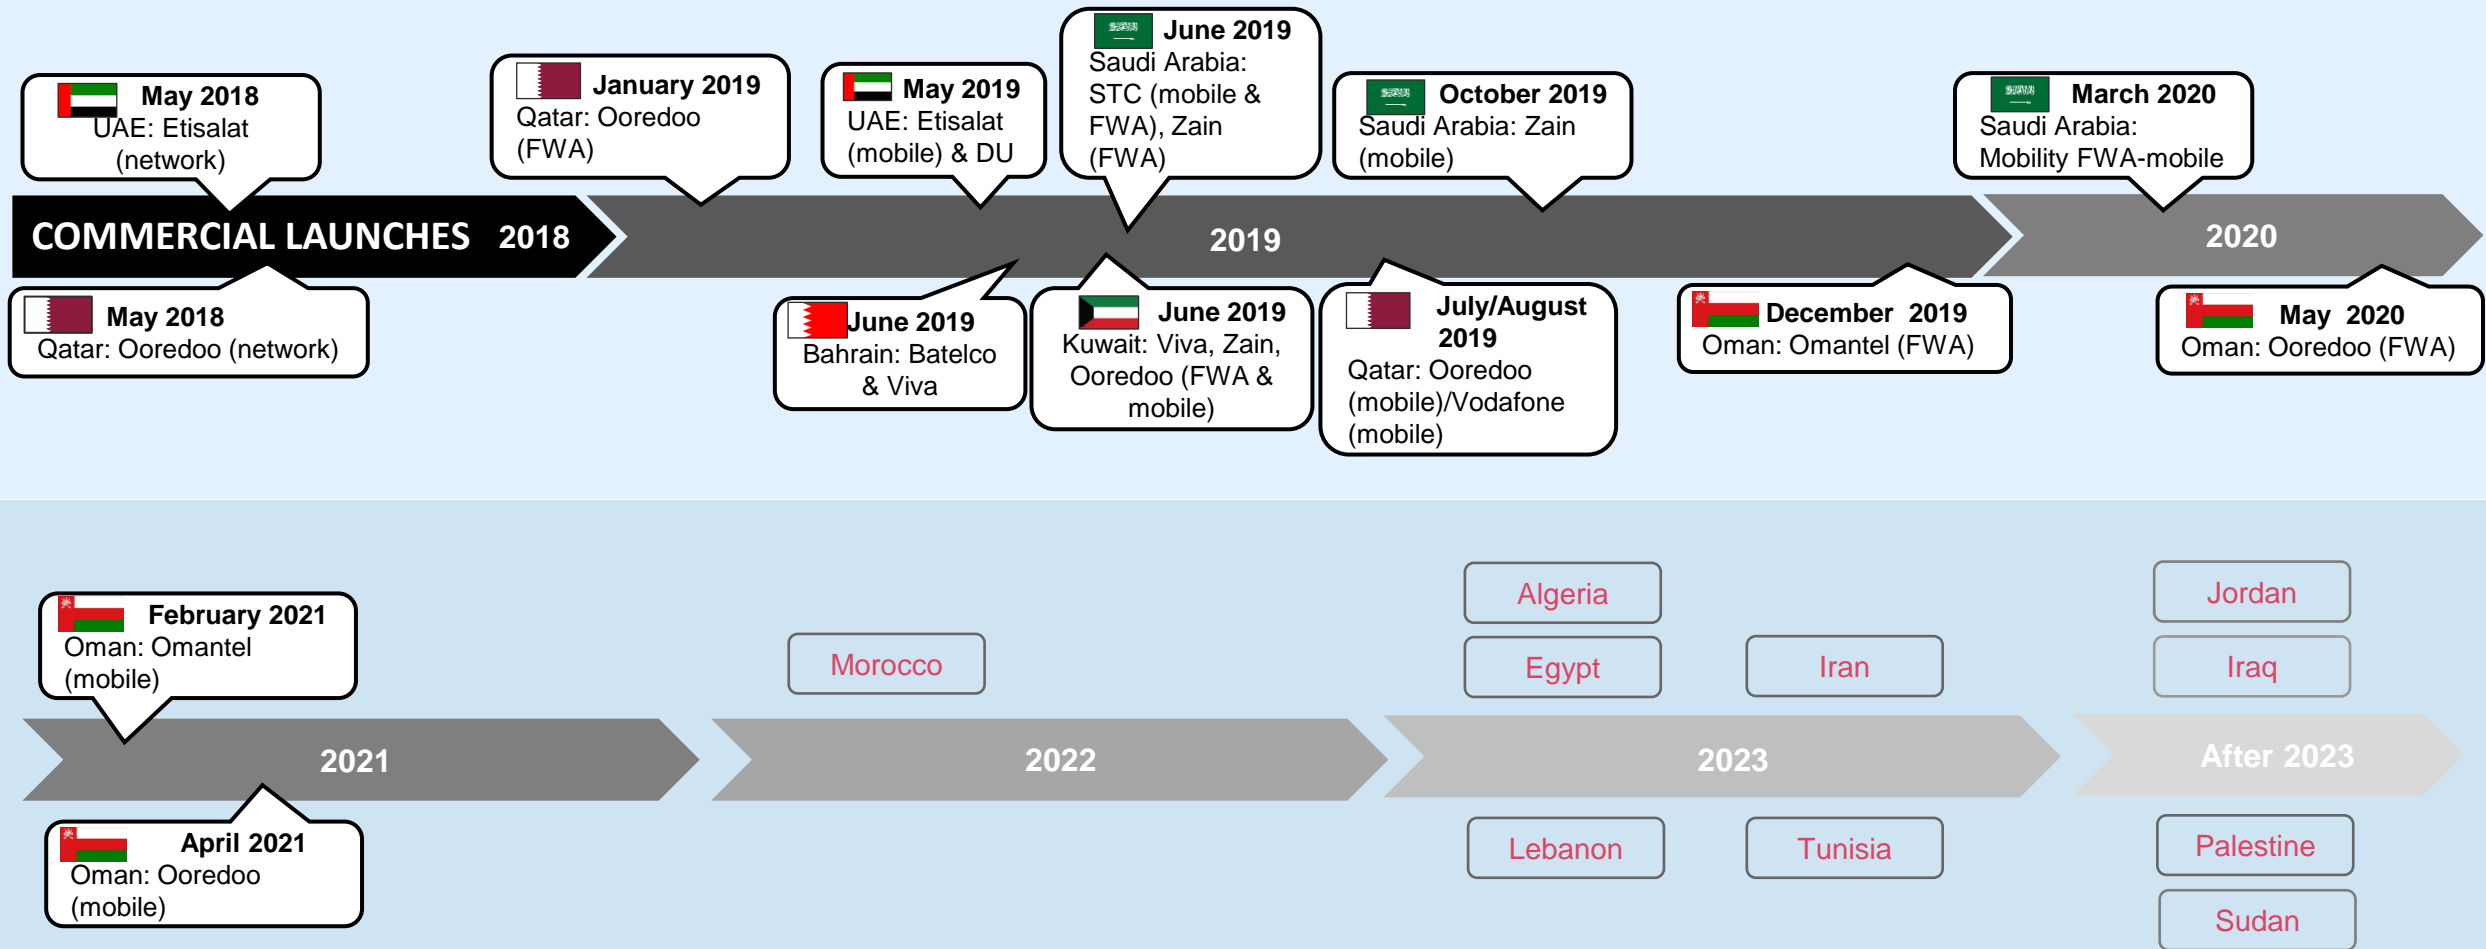 May 2018
UAE: Etisalat
(network)
January 2019
Qatar: Ooredoo
(FWA)
May 2019
UAE: Etisalat
(mobile) & DU
June 2019
Saudi Arabia:
STC (mobile &
FWA), Zain
(FWA)
October 2019
Saudi Arabia: Zain
(mobile)
March 2020
Saudi Arabia:
Mobility FWA-mobile
COMMERCIAL LAUNCHES 2018
2019
2020
May 2018
Qatar: Ooredoo (network)
June 2019
Bahrain: Batelco
& Viva
June 2019
Kuwait: Viva, Zain,
Ooredoo (FWA &
mobile)
July/August
2019
Qatar: Ooredoo
(mobile)/Vodafone
(mobile)
December 2019
Oman: Omantel (FWA)
May 2020
Oman: Ooredoo (FWA)
February 2021
Oman: Omantel
(mobile)
Morocco
Algeria
Egypt
Iran
Jordan
Iraq
2021
2022
2023
After 2023
April 2021
Oman: Ooredoo
(mobile)
Lebanon
Tunisia
Palestine
Sudan